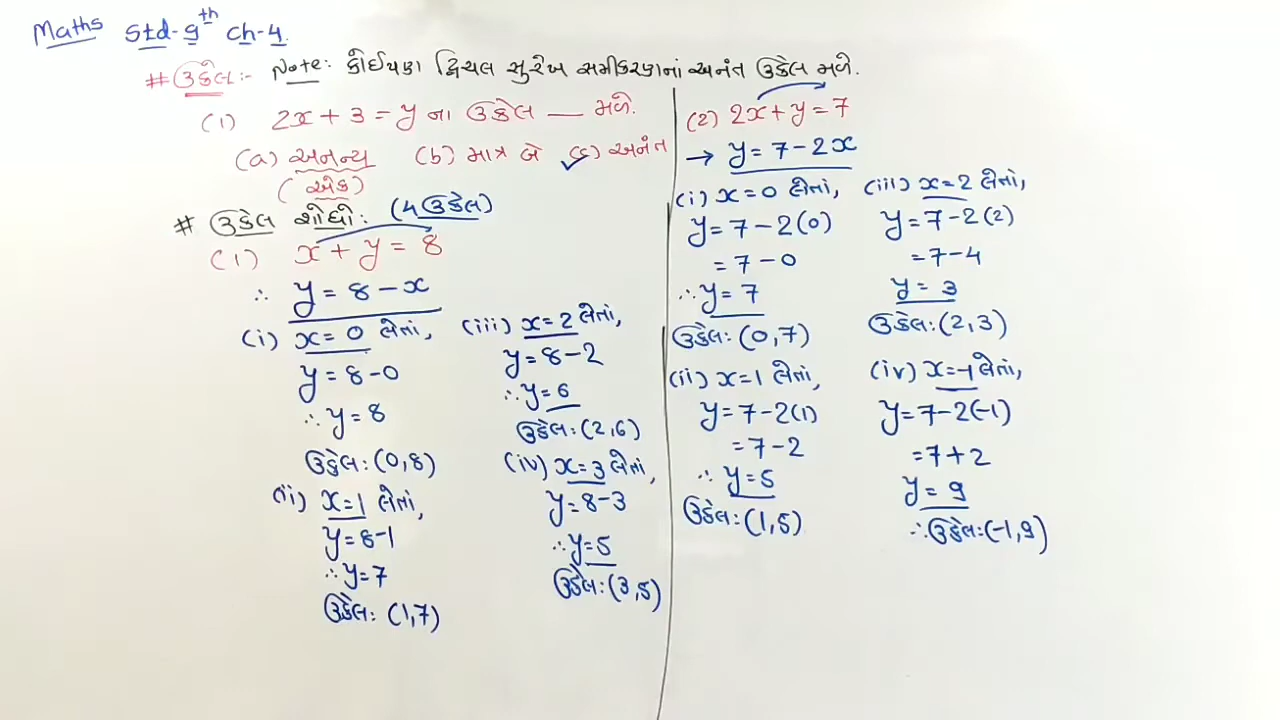 Maths Std-9th Ch-4.
# ઉકેલ:- Note: કોઈપણ દ્વિચલ સુરેખ સમીકરણનાં અનંત ઉકેલ મળે.
(1) 2x + 3 = y ના ઉકેલ __ મળે.
(a) અનન્ય (b) માત્ર બે ✓(c) અનંત
(એક)
# ઉકેલ શોધો: (4 ઉકેલ)
(1) x + y = 8
∴ y = 8 - x
(i) x = 0 લેતાં,
y = 8 - 0
∴ y = 8
ઉકેલ: (0, 8)
(ii) x = 1 લેતાં,
y = 8 - 1
∴ y = 7
ઉકેલ: (1, 7)
(iii) x = 2 લેતાં,
y = 8 - 2
∴ y = 6
ઉકેલ: (2, 6)
(iv) x = 3 લેતાં,
y = 8 - 3
∴ y = 5
ઉકેલ: (3, 5)
(2) 2x + y = 7
→ y = 7 - 2x
(i) x = 0 લેતાં,
y = 7 - 2(0)
= 7 - 0
∴ y = 7
ઉકેલ: (0, 7)
(ii) x = 1 લેતાં,
y = 7 - 2(1)
= 7 - 2
∴ y = 5
ઉકેલ: (1, 5)
(iii) x = 2 લેતાં,
y = 7 - 2(2)
= 7 - 4
y = 3
ઉકેલ: (2, 3)
(iv) x = -1 લેતાં,
y = 7 - 2(-1)
= 7 + 2
y = 9
∴ ઉકેલ: (-1, 9)